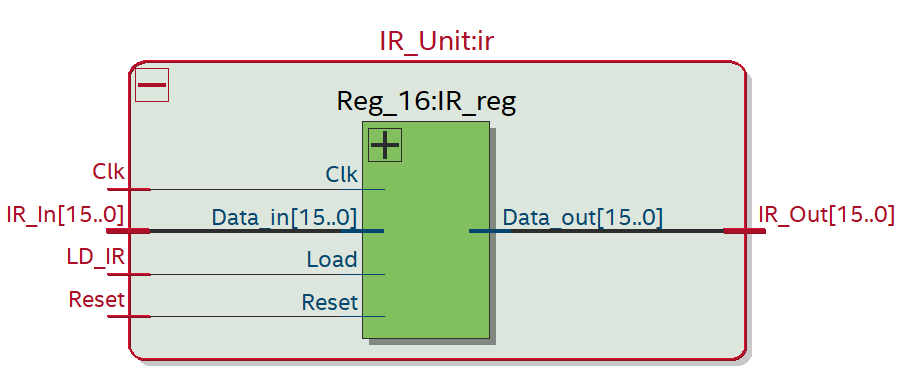 IR_Unit:ir
Reg_16:IR_reg
Clk Clk
IR_In[15..0] Data_in[15..0] Data_out[15..0] IR_Out[15..0]
LD_IR Load
Reset Reset